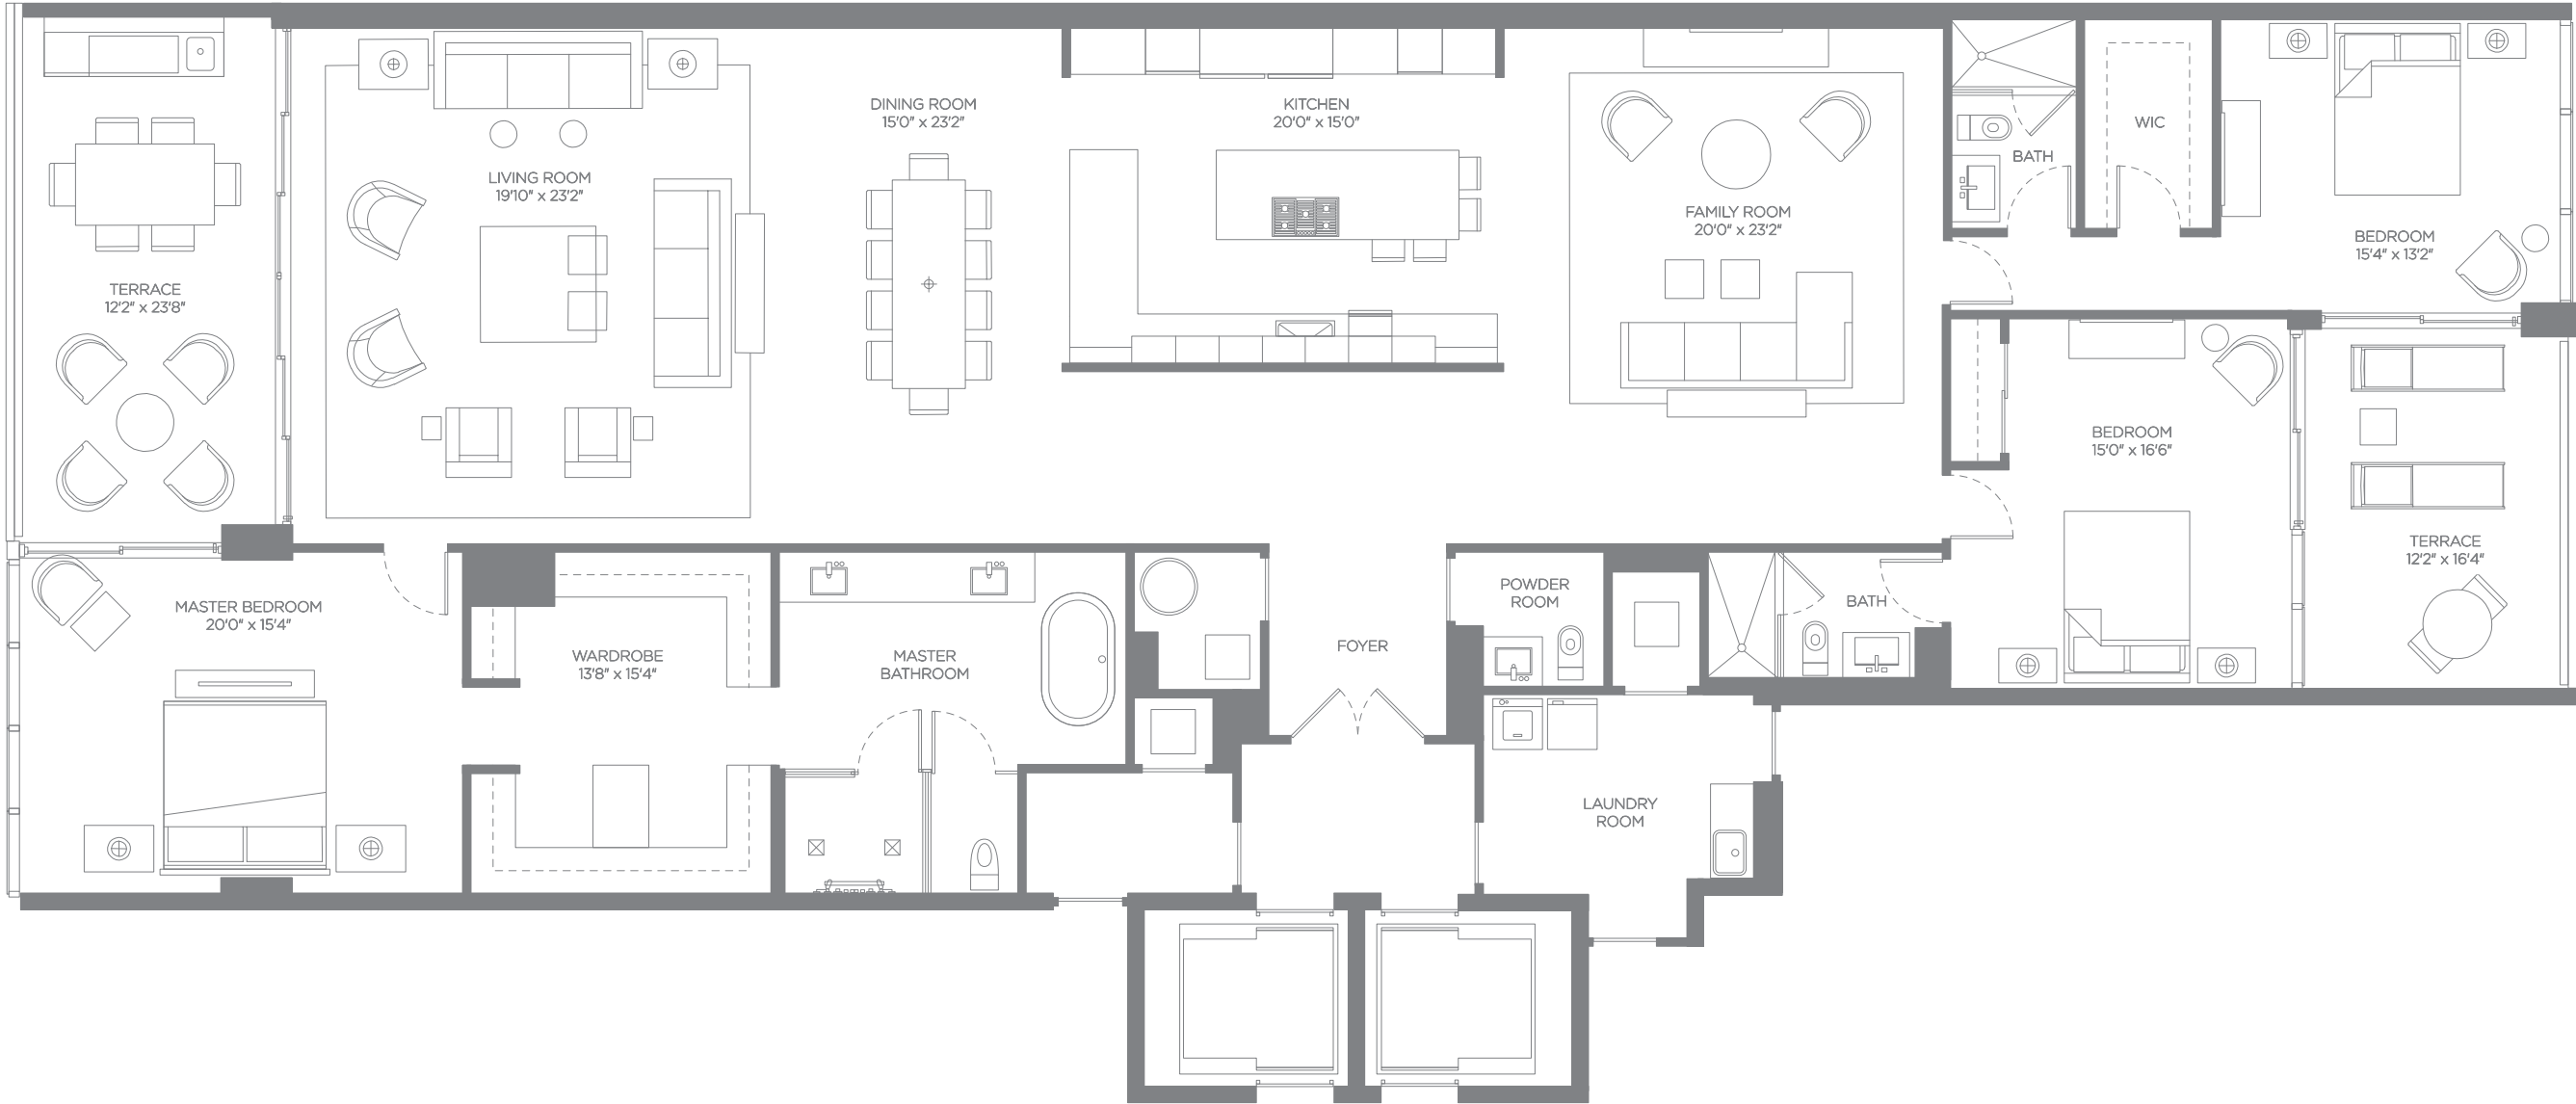 DINING ROOM
15'0" x 23'2"
KITCHEN
20'0" x 15'0"
WIC
BATH
LIVING ROOM
19'10" x 23'2"
FAMILY ROOM
20'0" x 23'2"
BEDROOM
15'4" x 13'2"
TERRACE
12'2" x 23'8"
BEDROOM
15'0" x 16'6"
TERRACE
12'2" x 16'4"
MASTER BEDROOM
20'0" x 15'4"
WARDROBE
13'8" x 15'4"
MASTER
BATHROOM
FOYER
POWDER
ROOM
BATH
LAUNDRY
ROOM